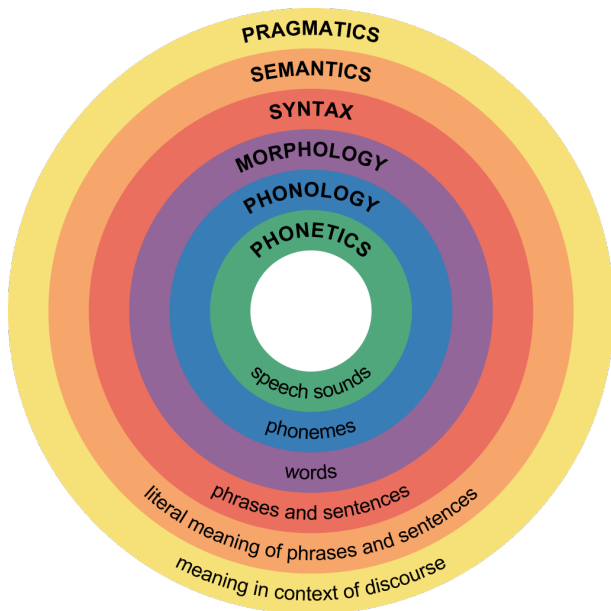 PRAGMATICS
SEMANTICS
SYNTAX
MORPHOLOGY
PHONOLOGY
PHONETICS
speech sounds
phonemes
words
phrases and sentences
literal meaning of phrases and sentences
meaning in context of discourse